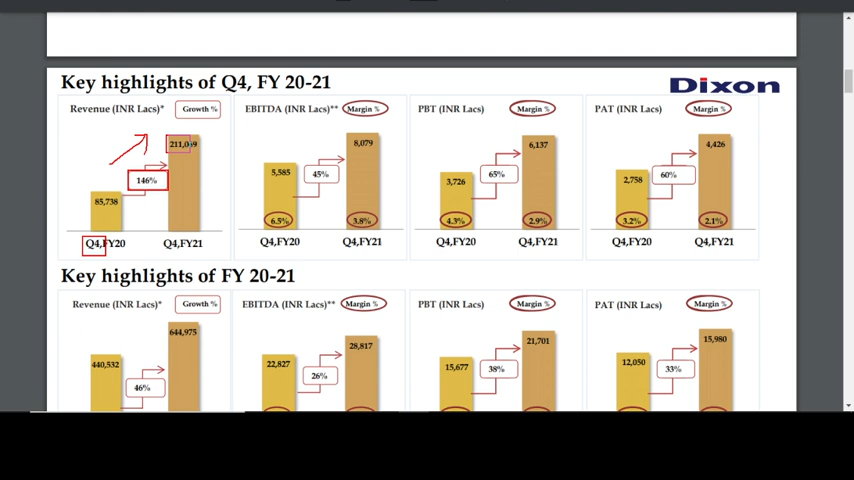 Key highlights of Q4, FY 20-21
Dixon
Revenue (INR Lacs)* Growth %
EBITDA (INR Lacs)** Margin %
PBT (INR Lacs) Margin %
PAT (INR Lacs) Margin %
85,738 146%
5,585 45% 8,079
3,726 65% 6,137
2,758 60% 4,426
6.5% 3.8%
4.3% 2.9%
3.2% 2.1%
Q4,FY20 Q4,FY21
Q4,FY20 Q4,FY21
Q4,FY20 Q4,FY21
Q4,FY20 Q4,FY21
Key highlights of FY 20-21
Revenue (INR Lacs)* Growth %
EBITDA (INR Lacs)** Margin %
PBT (INR Lacs) Margin %
PAT (INR Lacs) Margin %
440,532 46% 644,975
22,827 26% 28,817
15,677 38% 21,701
12,050 33% 15,980